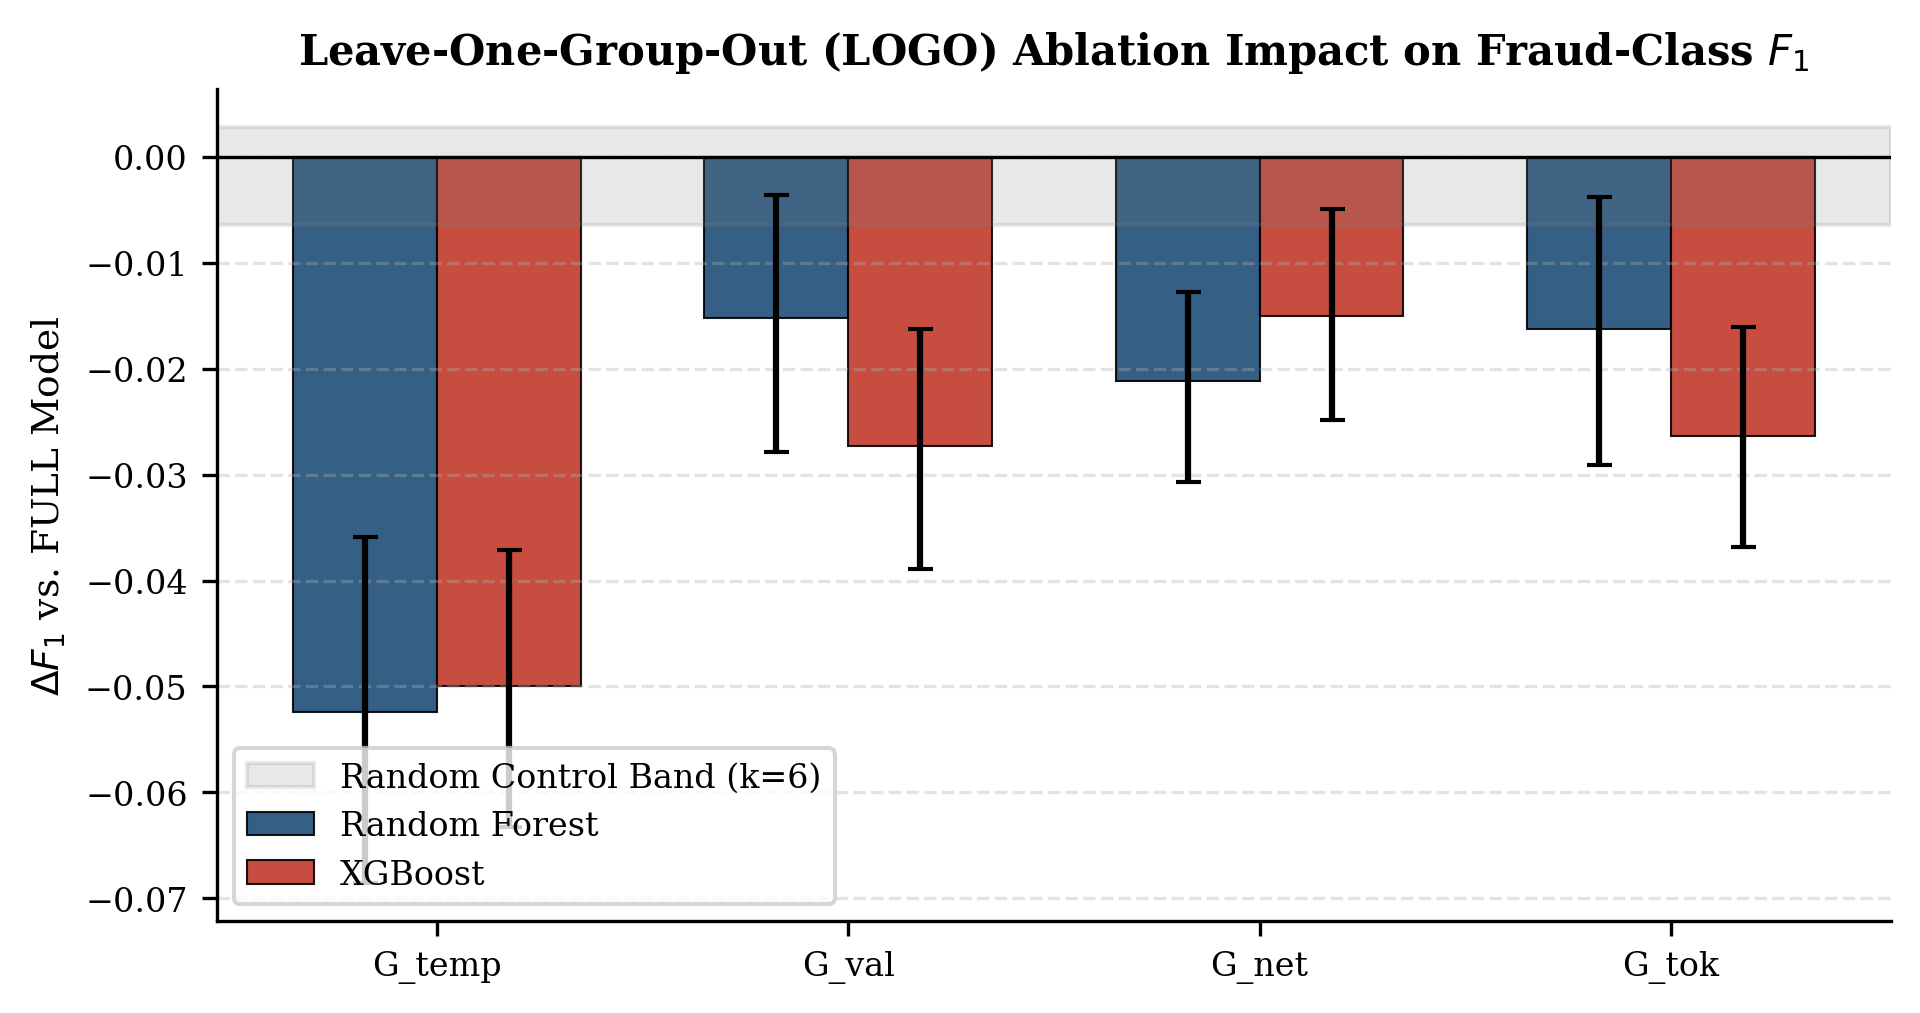 Leave-One-Group-Out (LOGO) Ablation Impact on Fraud-Class F₁
ΔF₁ vs. FULL Model
0.00
−0.01
−0.02
−0.03
−0.04
−0.05
−0.06
−0.07
Random Control Band (k=6)
Random Forest
XGBoost
G_temp
G_val
G_net
G_tok